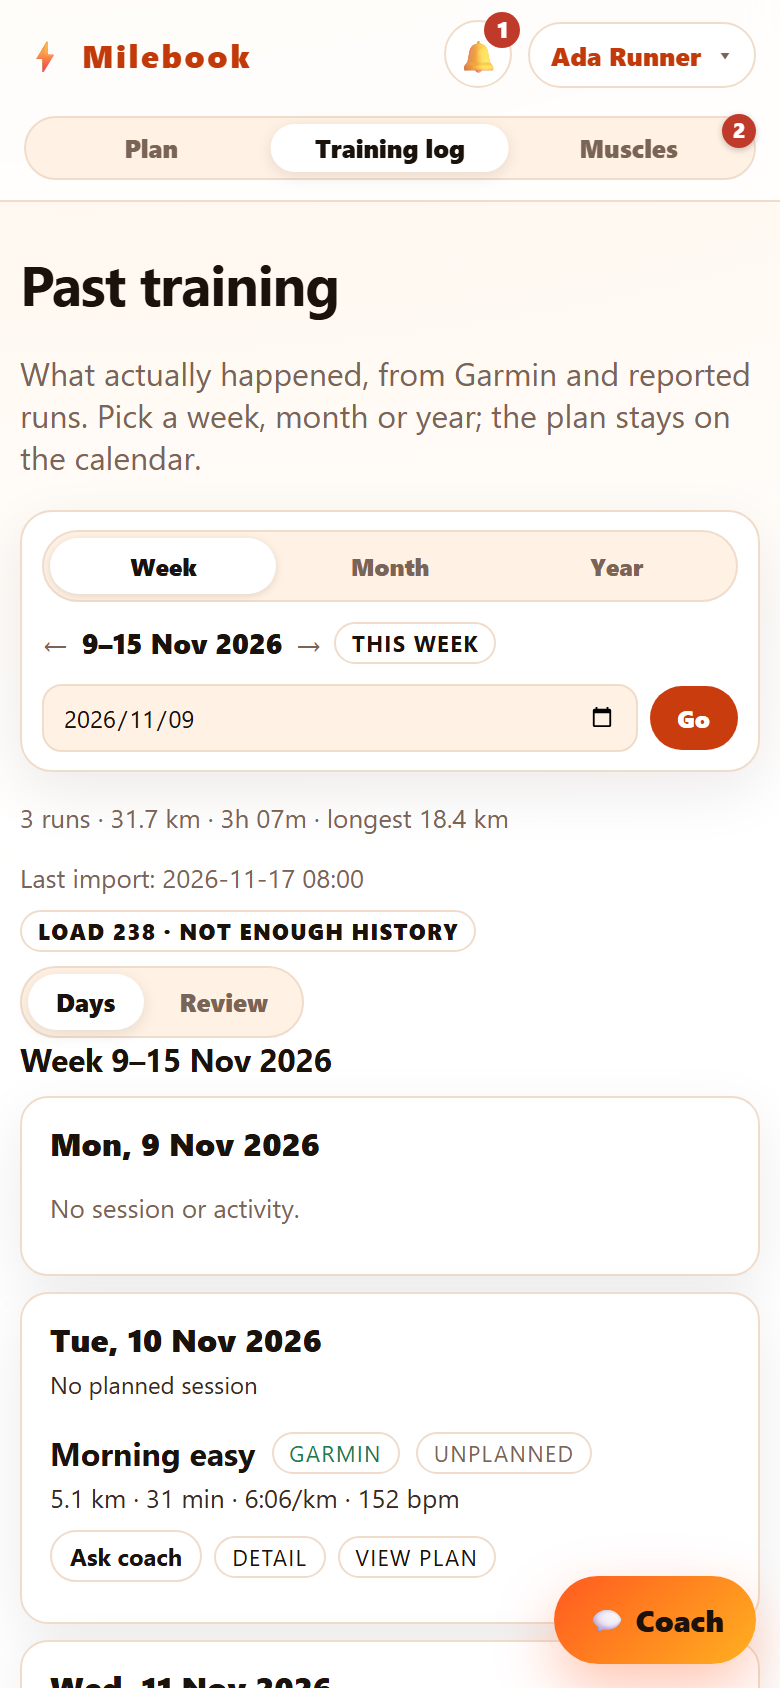 Milebook
1
Ada Runner
Plan
Training log
Muscles
2
Past training
What actually happened, from Garmin and reported
runs. Pick a week, month or year; the plan stays on
the calendar.
Week
Month
Year
← 9–15 Nov 2026 → THIS WEEK
2026/11/09
Go
3 runs · 31.7 km · 3h 07m · longest 18.4 km
Last import: 2026-11-17 08:00
LOAD 238 · NOT ENOUGH HISTORY
Days
Review
Week 9–15 Nov 2026
Mon, 9 Nov 2026
No session or activity.
Tue, 10 Nov 2026
No planned session
Morning easy GARMIN UNPLANNED
5.1 km · 31 min · 6:06/km · 152 bpm
Ask coach DETAIL VIEW PLAN
Coach
Wed, 11 Nov 2026